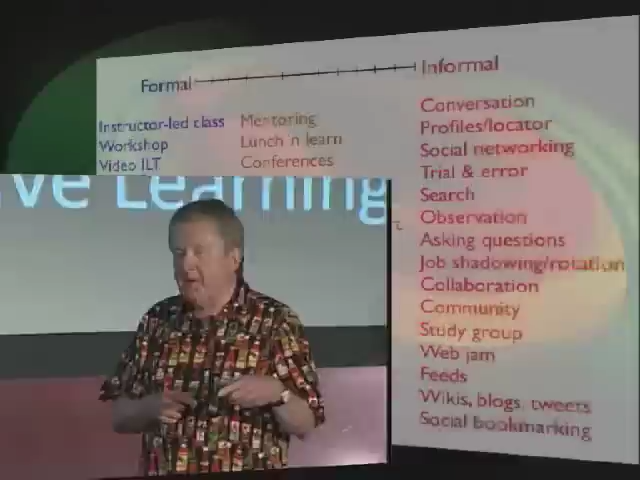 Formal
Informal
Instructor-led class
Workshop
Video ILT
Mentoring
Lunch 'n learn
Conferences
Conversation
Profiles/locator
Social networking
Trial & error
Search
Observation
Asking questions
Job shadowing/rotation
Collaboration
Community
Study group
Web jam
Feeds
Wikis, blogs, tweets
Social bookmarking
ve Learning